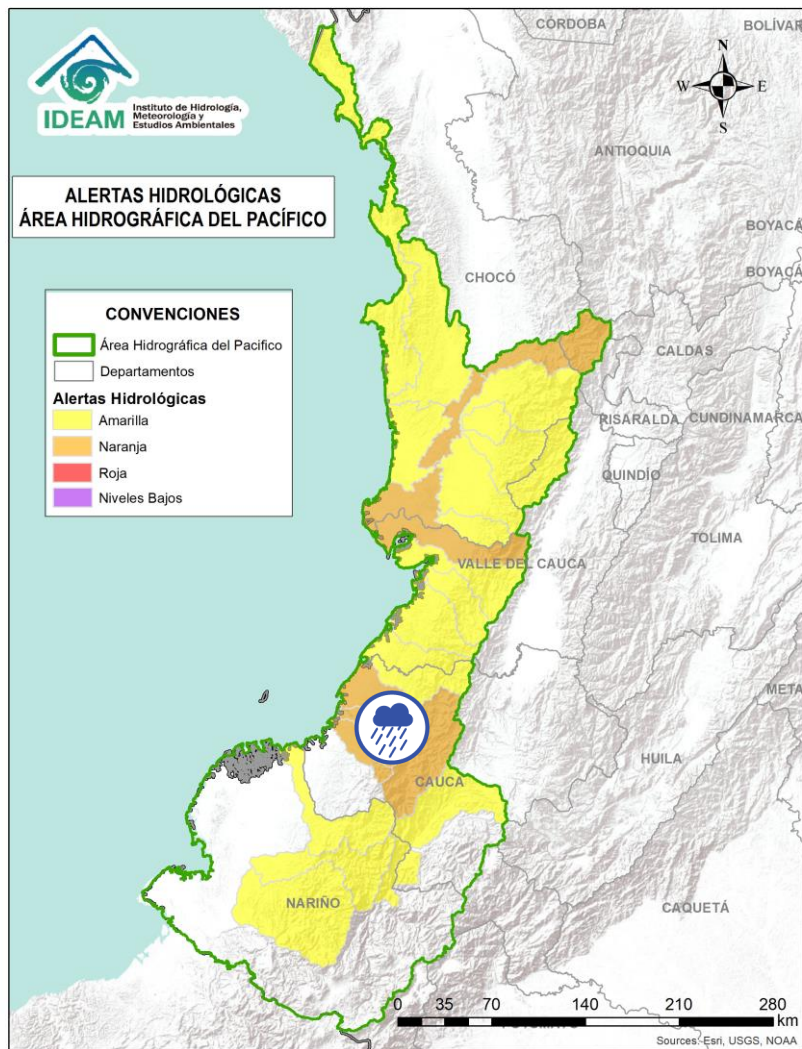 IDEAM
Instituto de Hidrología,
Meteorología y
Estudios Ambientales
ALERTAS HIDROLÓGICAS
ÁREA HIDROGRÁFICA DEL PACÍFICO
CONVENCIONES
Área Hidrográfica del Pacifico
Departamentos
Alertas Hidrológicas
Amarilla
Naranja
Roja
Niveles Bajos
CÓRDOBA
BOLÍVAR
N
W E
S
ANTIOQUIA
BOYACÁ
BOYACÁ
CHOCÓ
CALDAS
RISARALDA
CUNDINAMARCA
QUINDÍO
TOLIMA
VALLE DEL CAUCA
META
HUILA
CAUCA
NARIÑO
CAQUETÁ
0 35 70 140 210 280
km
Sources: Esri, USGS, NOAA